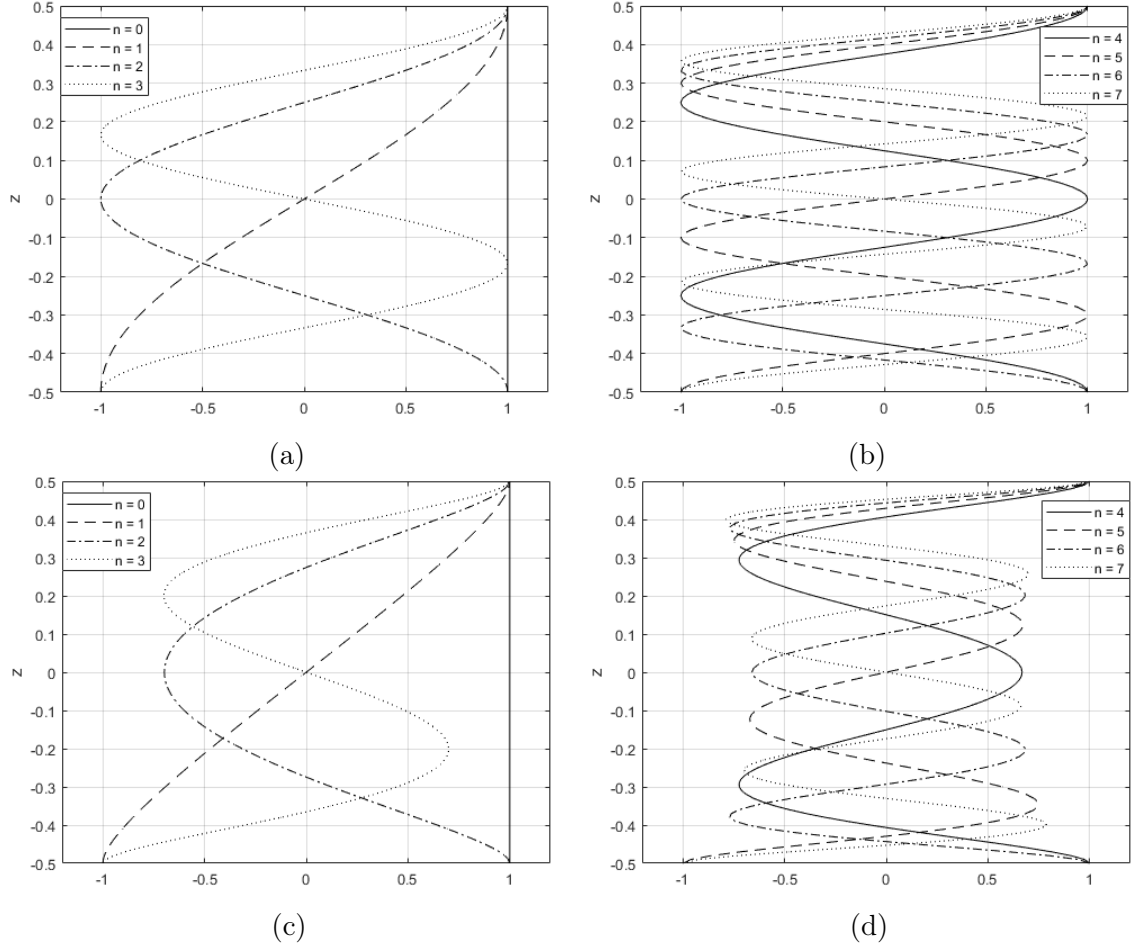 n = 0
n = 1
n = 2
n = 3
0.5
0.4
0.3
0.2
0.1
0
-0.1
-0.2
-0.3
-0.4
-0.5
z
-1
-0.5
0
0.5
1
(a)
n = 4
n = 5
n = 6
n = 7
0.5
0.4
0.3
0.2
0.1
0
-0.1
-0.2
-0.3
-0.4
-0.5
z
-1
-0.5
0
0.5
1
(b)
n = 0
n = 1
n = 2
n = 3
0.5
0.4
0.3
0.2
0.1
0
-0.1
-0.2
-0.3
-0.4
-0.5
z
-1
-0.5
0
0.5
1
(c)
n = 4
n = 5
n = 6
n = 7
0.5
0.4
0.3
0.2
0.1
0
-0.1
-0.2
-0.3
-0.4
-0.5
z
-1
-0.5
0
0.5
1
(d)